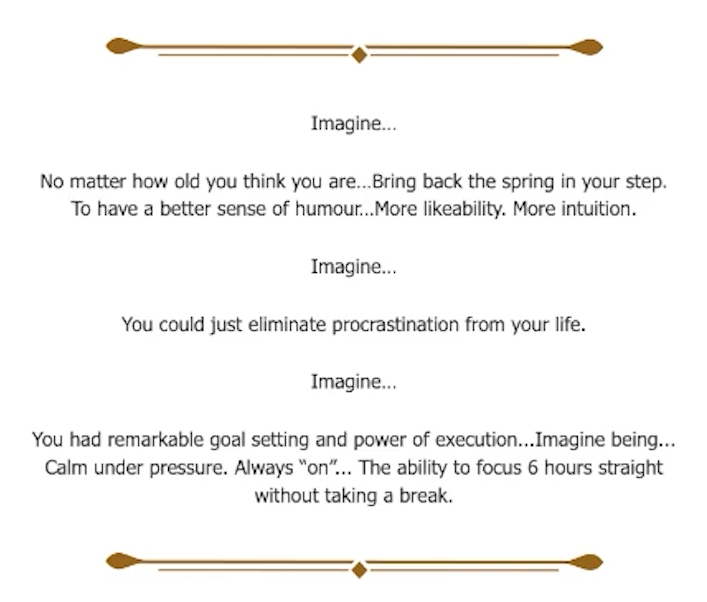 Imagine...
No matter how old you think you are...Bring back the spring in your step.
To have a better sense of humour...More likeability. More intuition.
Imagine...
You could just eliminate procrastination from your life.
Imagine...
You had remarkable goal setting and power of execution...Imagine being...
Calm under pressure. Always “on”... The ability to focus 6 hours straight
without taking a break.